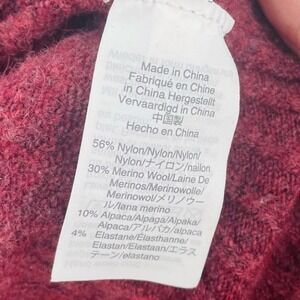 Made in China
Fabriqué en Chine
in China Hergestellt
Vervaardigd in China
中国製
Hecho en China
56% Nylon/Nylon/Nylon/
Nylon/ナイロン/nailon
30% Merino Wool/Laine De
Merinos/Merinowolle/
Merinowol/メリノウー
ル/lana merino
10% Alpaca/Alpaga/Alpaka/
Alpaca/アルパカ/alpaca
4% Elastane/Élasthanne/
Elastan/Elastaan/エラス
テーン/elastano